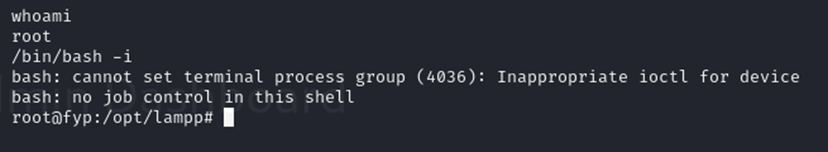 whoami
root
/bin/bash -i
bash: cannot set terminal process group (4036): Inappropriate ioctl for device
bash: no job control in this shell
root@fyp:/opt/lampp#